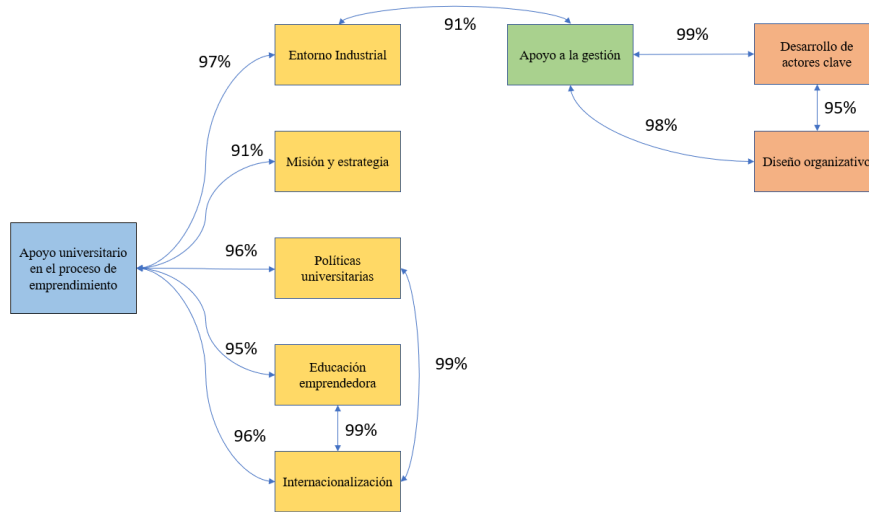 91%
97%
Entorno Industrial
Apoyo a la gestión
99%
Desarrollo de
actores clave
95%
98%
91%
Misión y estrategia
Diseño organizativo
Apoyo universitario
en el proceso de
emprendimiento
96%
Políticas
universitarias
95%
Educación
emprendedora
99%
99%
96%
Internacionalización